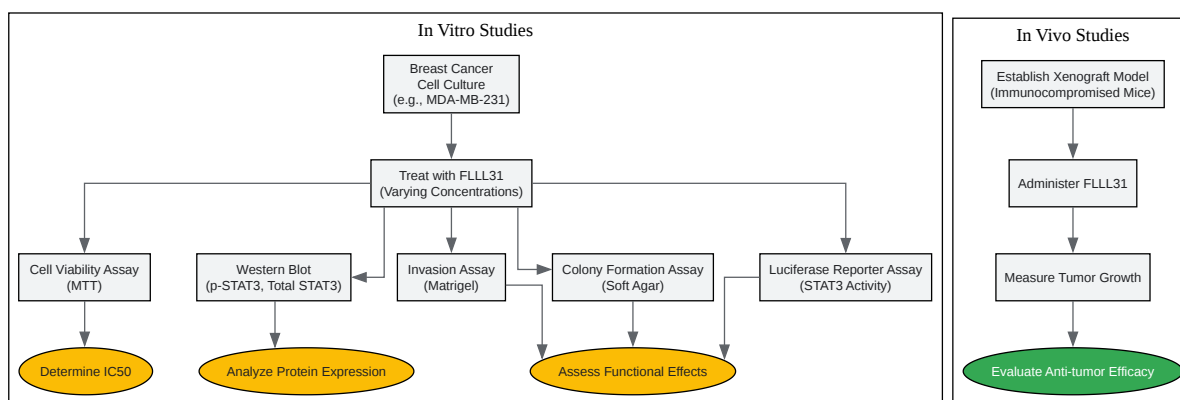 In Vitro Studies
Breast Cancer
Cell Culture
(e.g., MDA-MB-231)
Treat with FLLL31
(Varying Concentrations)
Cell Viability Assay
(MTT)
Western Blot
(p-STAT3, Total STAT3)
Invasion Assay
(Matrigel)
Colony Formation Assay
(Soft Agar)
Luciferase Reporter Assay
(STAT3 Activity)
Determine IC50
Analyze Protein Expression
Assess Functional Effects
In Vivo Studies
Establish Xenograft Model
(Immunocompromised Mice)
Administer FLLL31
Measure Tumor Growth
Evaluate Anti-tumor Efficacy